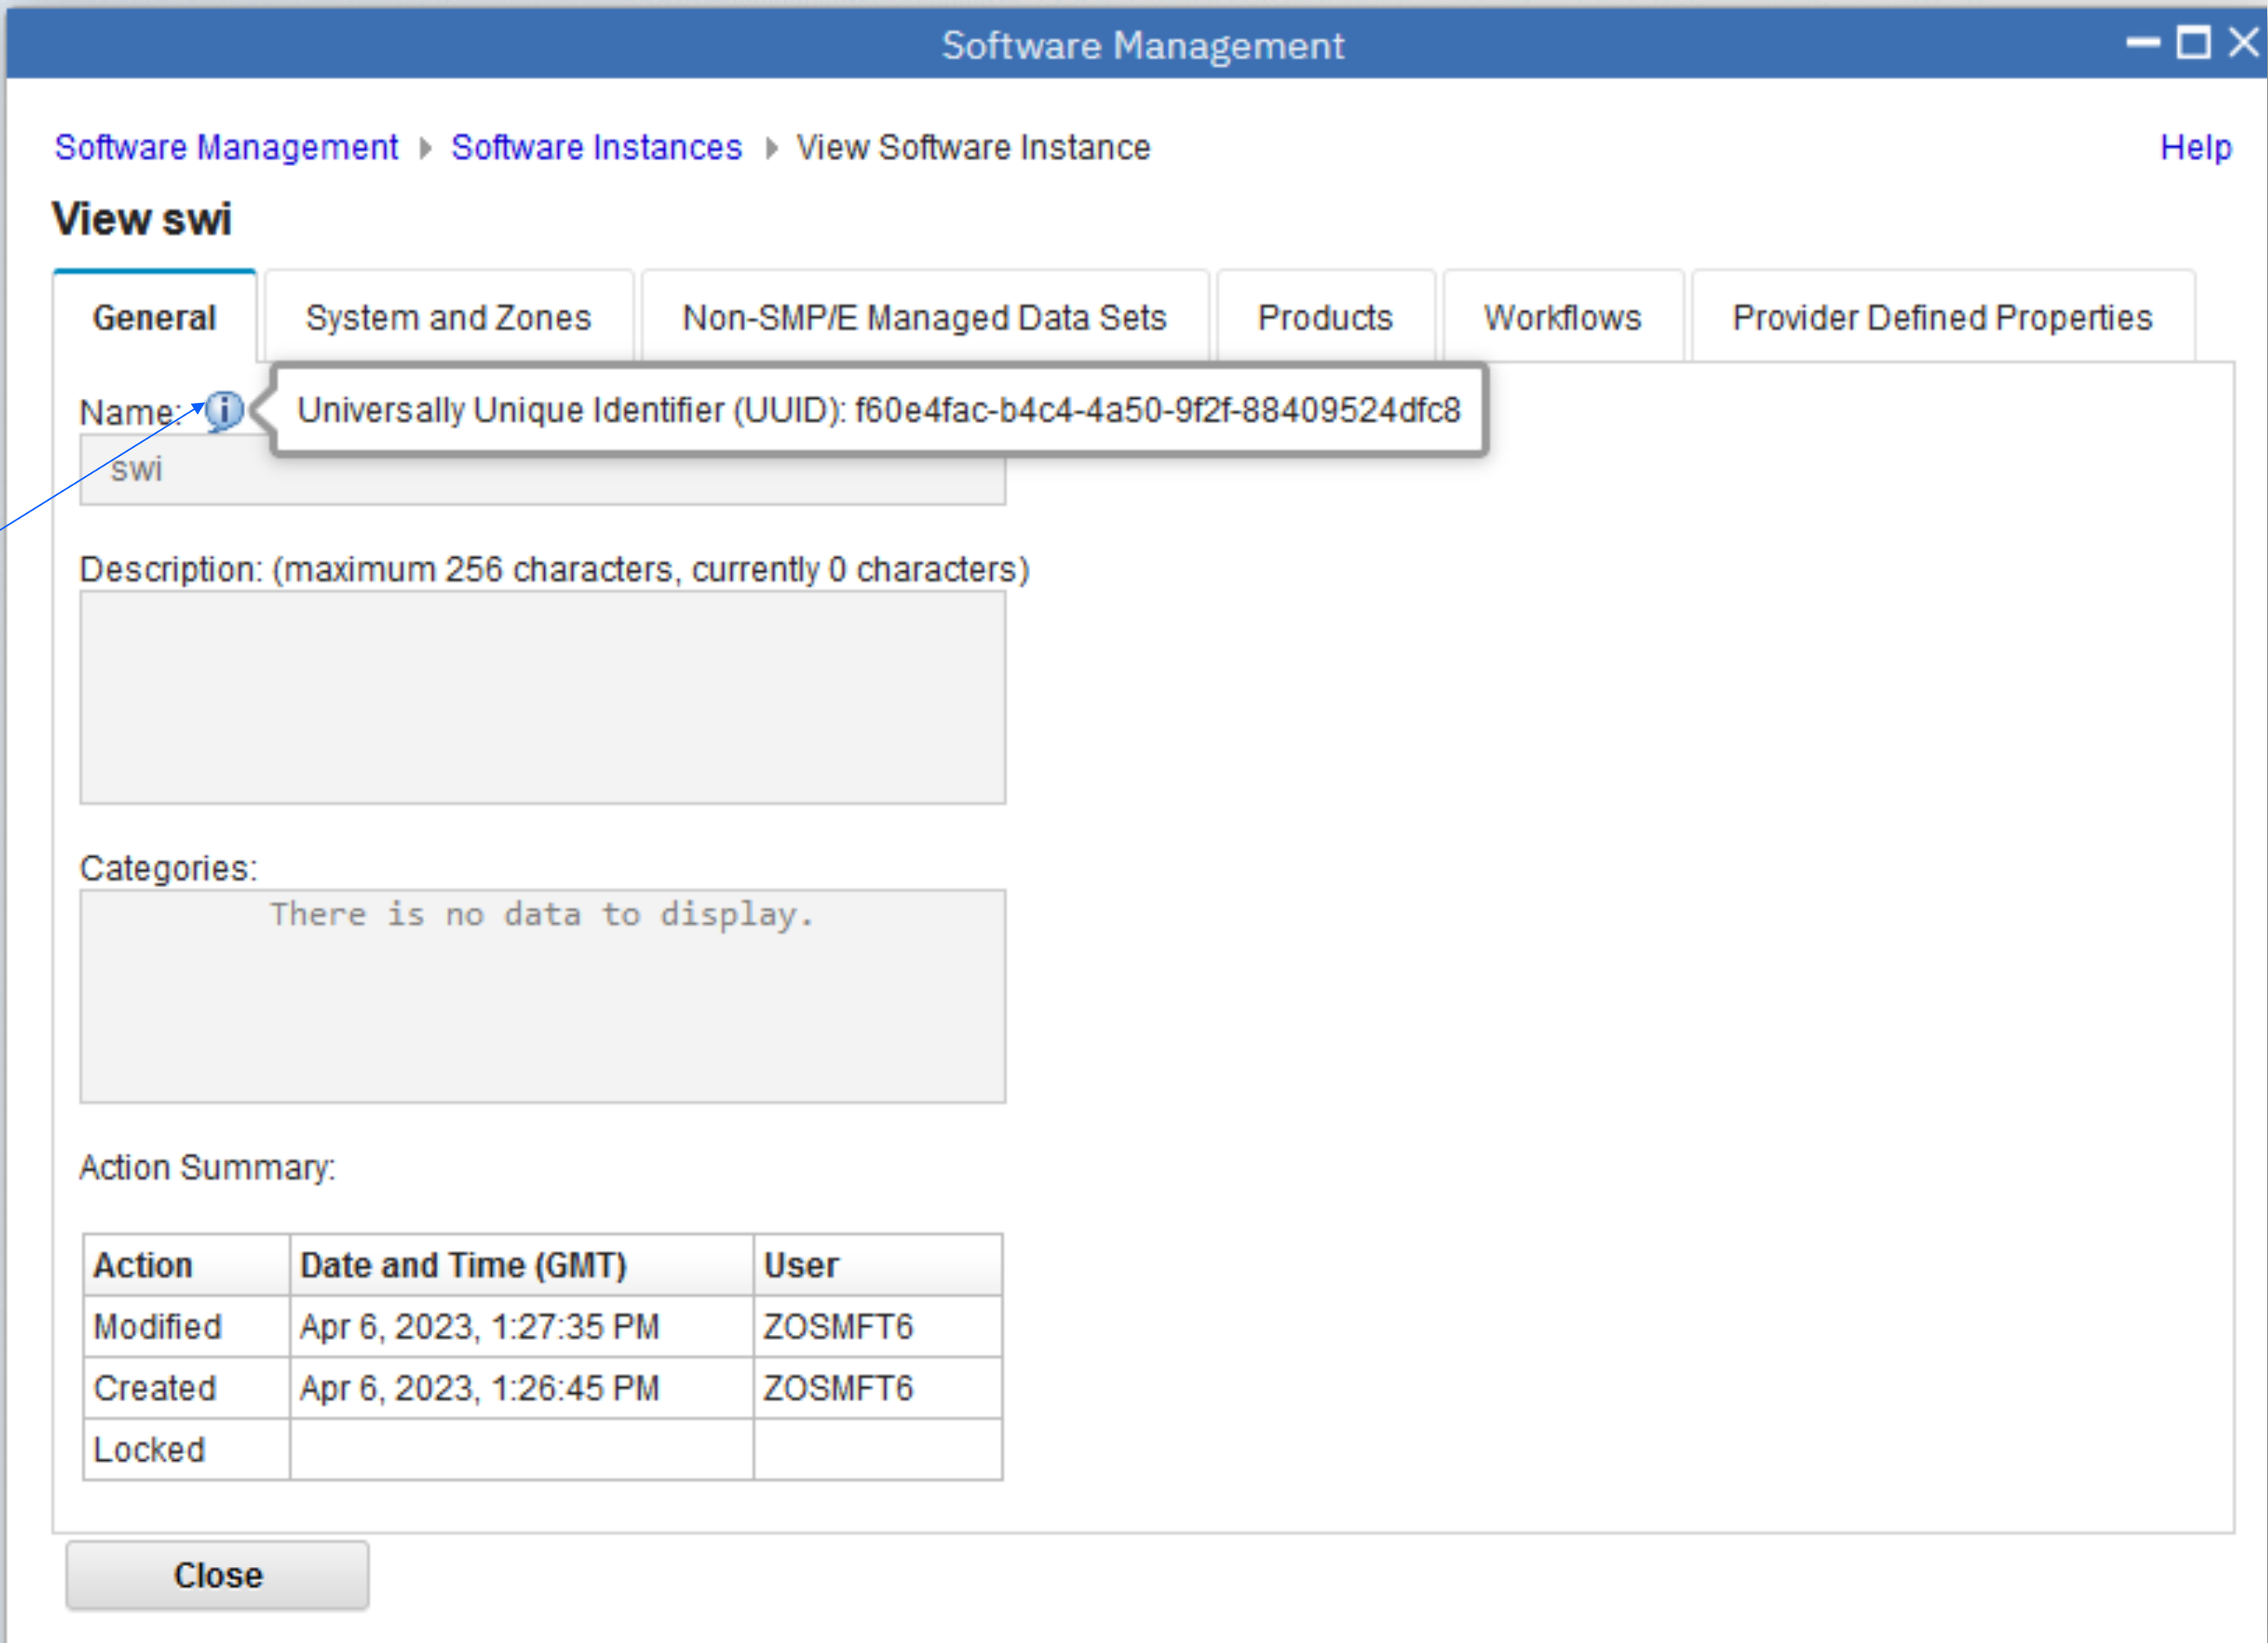 Software Management
Software Management Software Instances View Software Instance Help
View swi
General System and Zones Non-SMP/E Managed Data Sets Products Workflows Provider Defined Properties
Name: Universally Unique Identifier (UUID): f60e4fac-b4c4-4a50-9f2f-88409524dfc8
swi
Description: (maximum 256 characters, currently 0 characters)
Categories:
There is no data to display.
Action Summary:
Action Date and Time (GMT) User
Modified Apr 6, 2023, 1:27:35 PM ZOSMFT6
Created Apr 6, 2023, 1:26:45 PM ZOSMFT6
Locked
Close